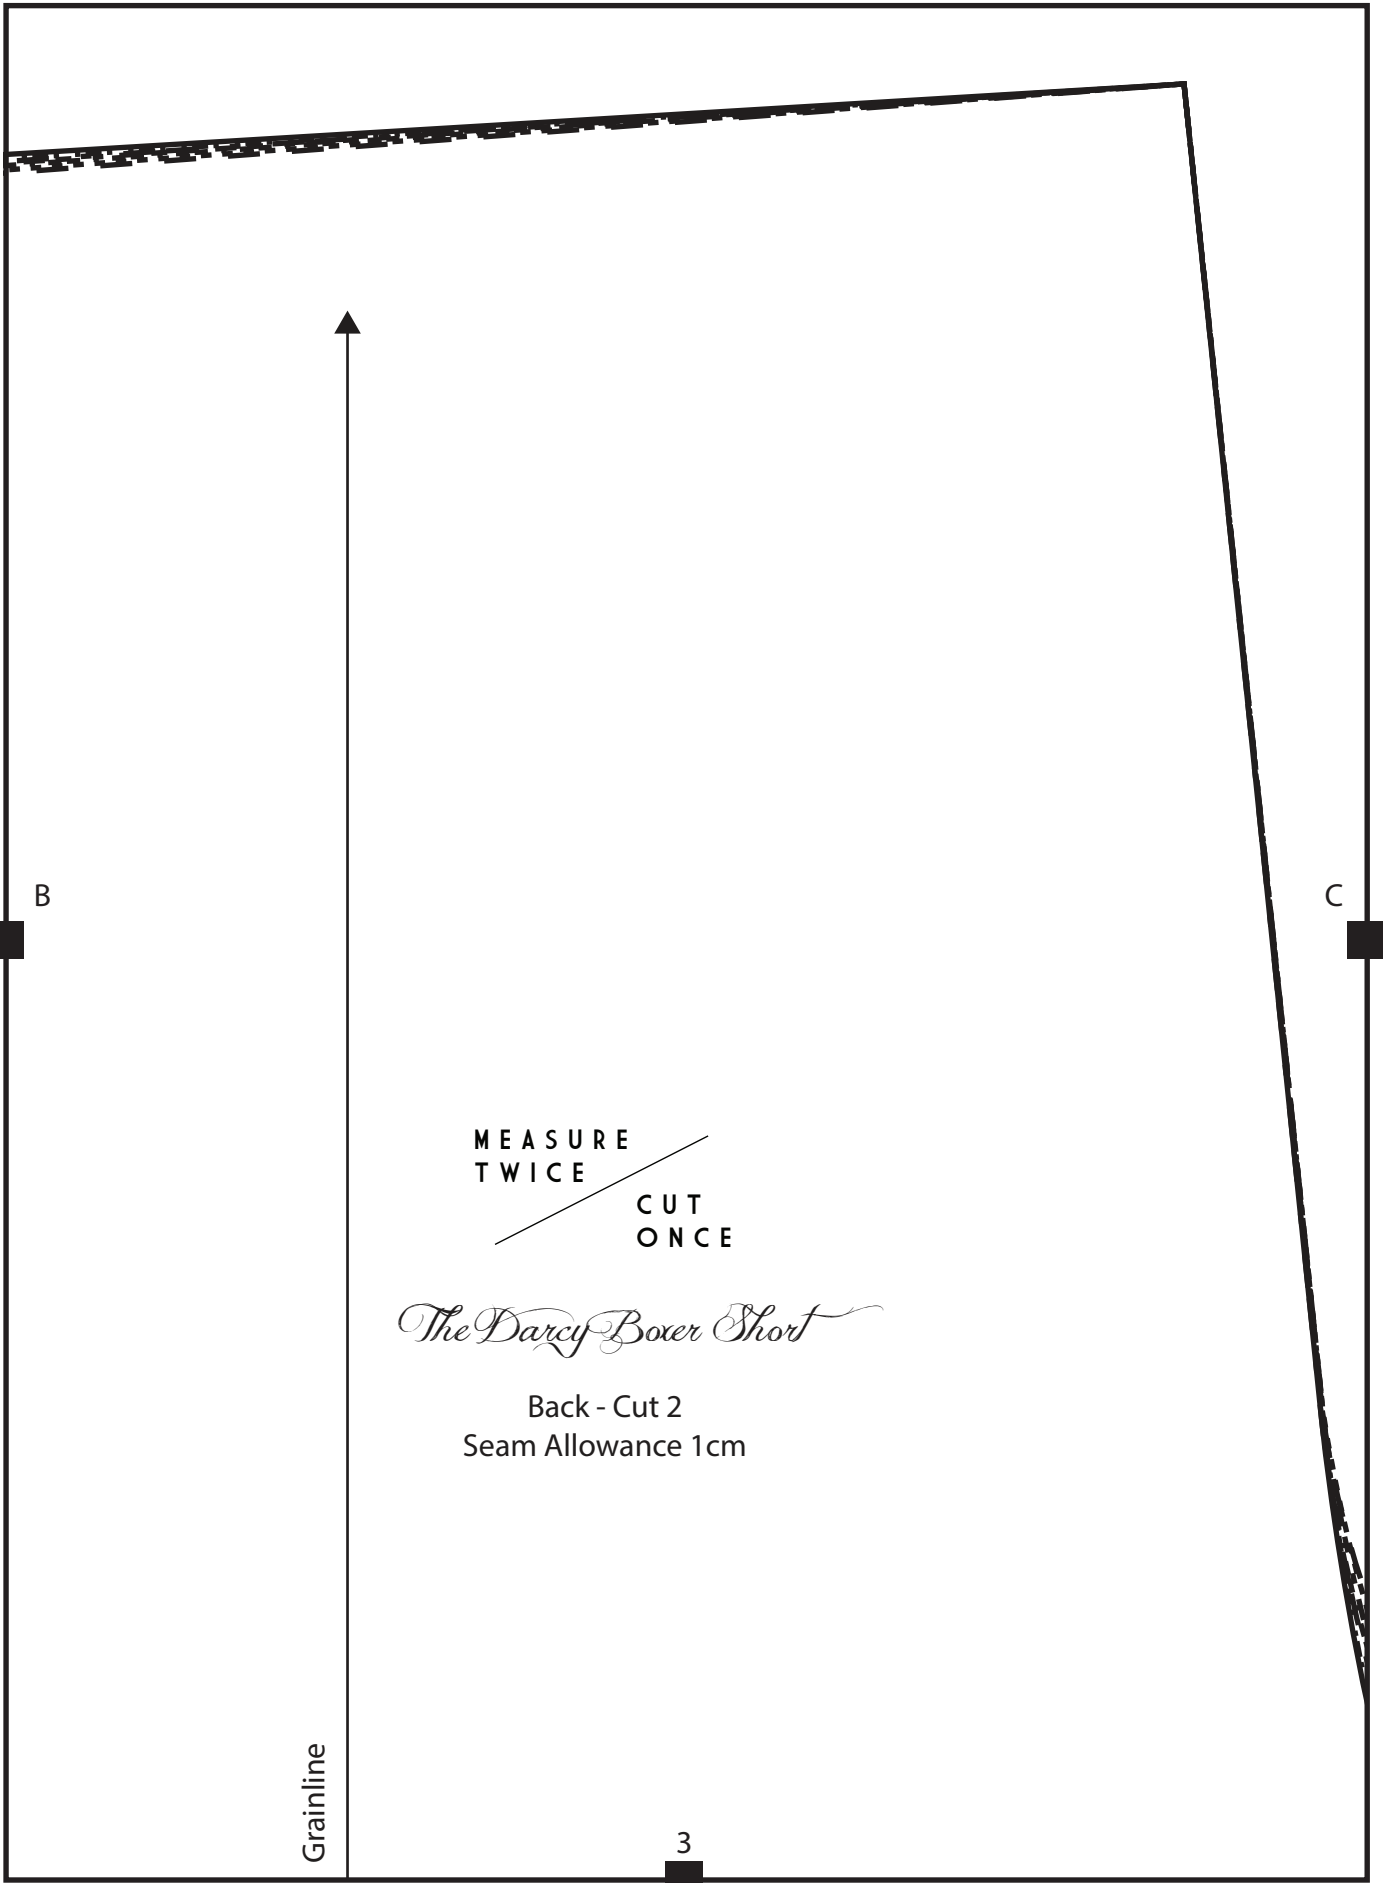 B
C
MEASURE
TWICE
CUT
ONCE
The Darcy Boxer Short
Back - Cut 2
Seam Allowance 1cm
Grainline
3